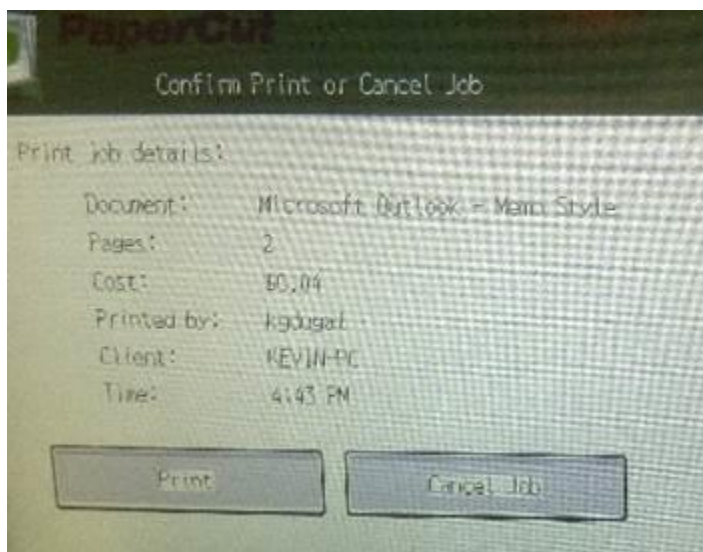 PaperCut
Confirm Print or Cancel Job
Print job details:
Document: Microsoft Outlook - Memo Style
Pages: 2
Cost: $0.04
Printed by:
Client: KEVIN-PC
Time: 4:43 PM
Print Cancel Job